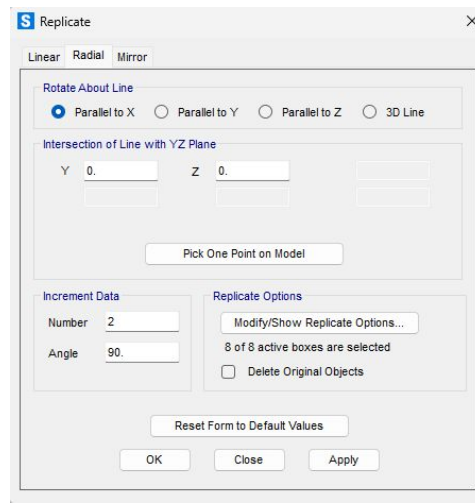 S Replicate
Linear Radial Mirror
Rotate About Line
Parallel to X Parallel to Y Parallel to Z 3D Line
Intersection of Line with YZ Plane
Y 0. Z 0.
Pick One Point on Model
Increment Data
Number 2
Angle 90.
Replicate Options
Modify/Show Replicate Options...
8 of 8 active boxes are selected
Delete Original Objects
Reset Form to Default Values
OK Close Apply